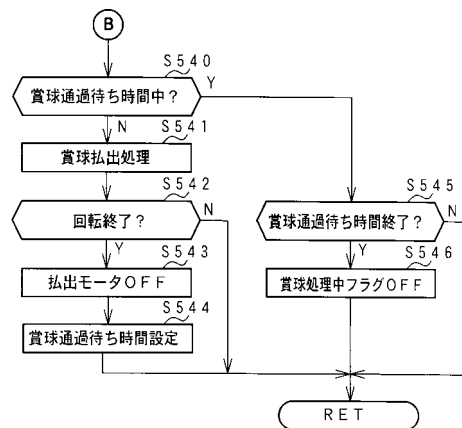 B
S540
賞球通過待ち時間中？
Y
N
S541
賞球払出処理
S542
回転終了？
N
Y
S543
払出モータOFF
S544
賞球通過待ち時間設定
S545
賞球通過待ち時間終了？
N
Y
S546
賞球処理中フラグOFF
RET